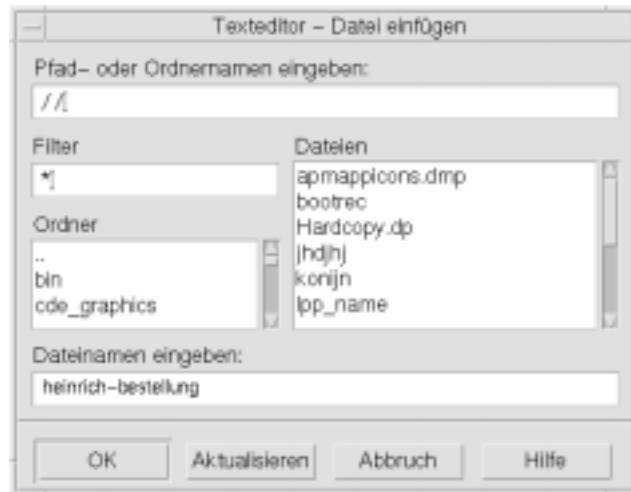 Texteditor – Datei einfügen
Pfad– oder Ordnernamen eingeben:
//
Filter
*
Ordner
..
bin
cde_graphics
Dateien
apmappicons.dmp
bootrec
Hardcopy.dp
jhdjhj
konijn
lpp_name
Dateinamen eingeben:
heinrich–bestellung
OK
Aktualisieren
Abbruch
Hilfe